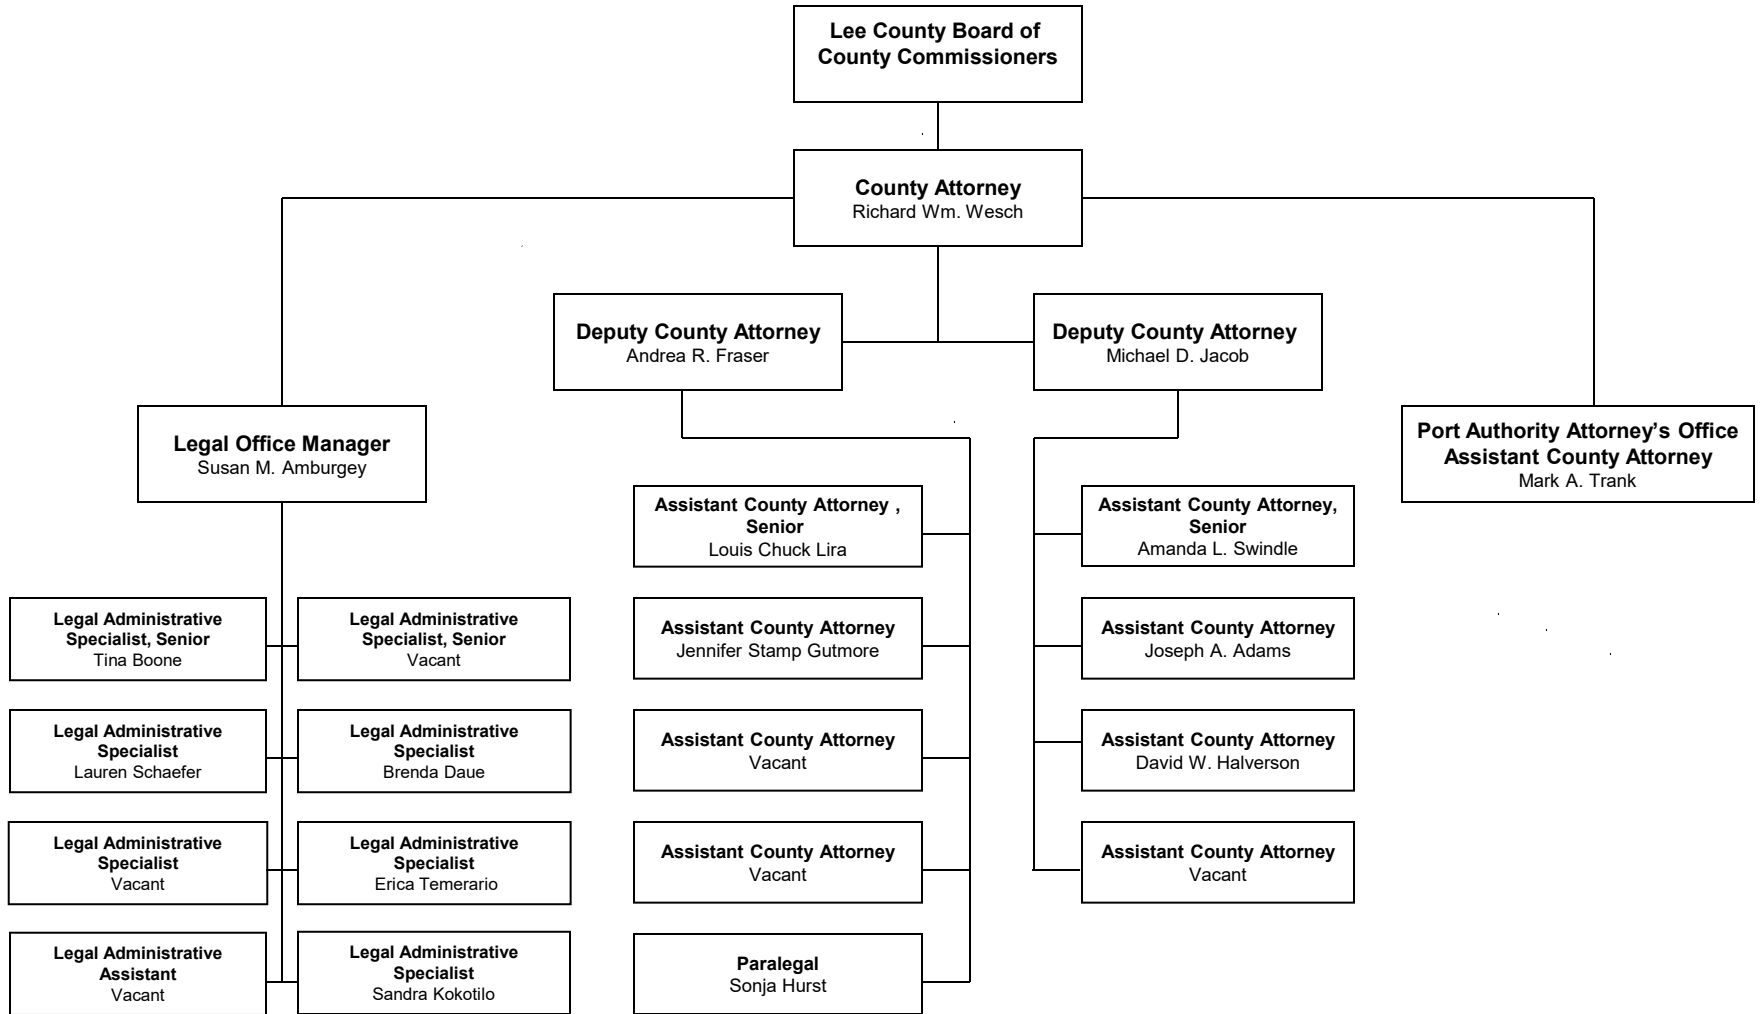 Lee County Board of
County Commissioners
County Attorney
Richard Wm. Wesch
Deputy County Attorney
Andrea R. Fraser
Deputy County Attorney
Michael D. Jacob
Legal Office Manager
Susan M. Amburgey
Port Authority Attorney’s Office
Assistant County Attorney
Mark A. Trank
Legal Administrative
Specialist, Senior
Tina Boone
Legal Administrative
Specialist, Senior
Vacant
Legal Administrative
Specialist
Lauren Schaefer
Legal Administrative
Specialist
Brenda Daue
Legal Administrative
Specialist
Vacant
Legal Administrative
Specialist
Erica Temerario
Legal Administrative
Assistant
Vacant
Legal Administrative
Specialist
Sandra Kokotilo
Assistant County Attorney ,
Senior
Louis Chuck Lira
Assistant County Attorney
Jennifer Stamp Gutmore
Assistant County Attorney
Vacant
Assistant County Attorney
Vacant
Paralegal
Sonja Hurst
Assistant County Attorney,
Senior
Amanda L. Swindle
Assistant County Attorney
Joseph A. Adams
Assistant County Attorney
David W. Halverson
Assistant County Attorney
Vacant